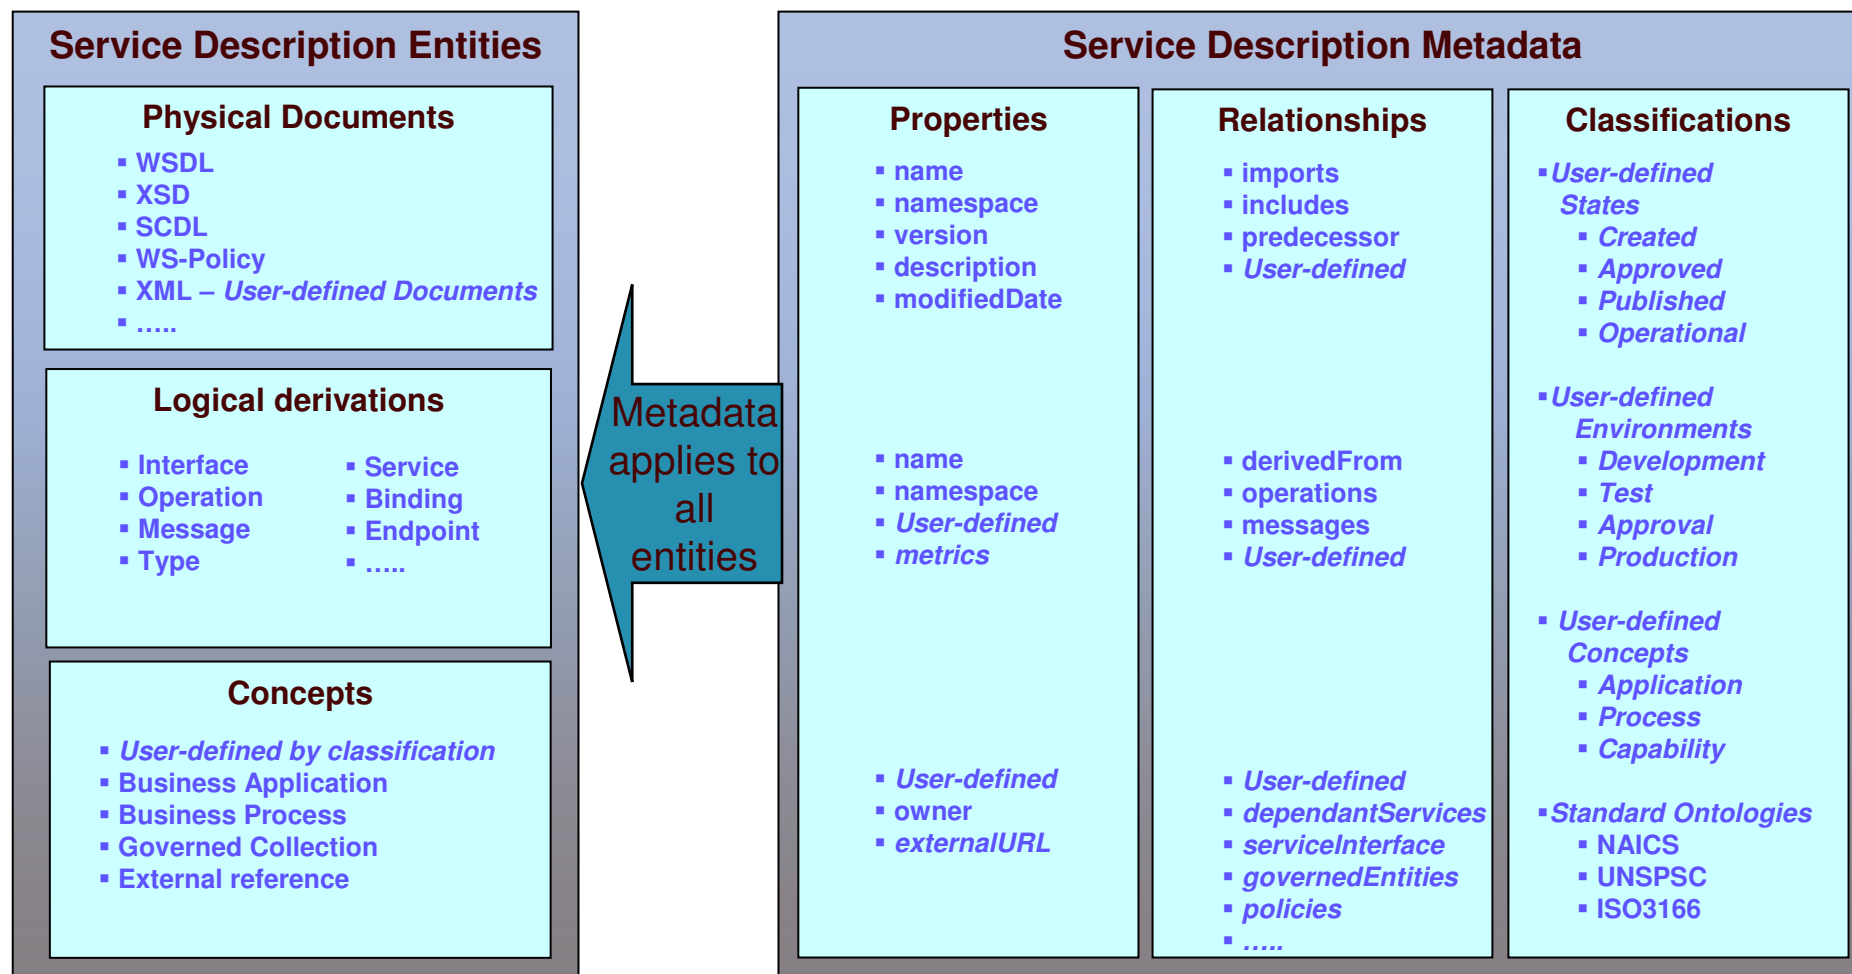 Service Description Entities
Physical Documents
▪ WSDL
▪ XSD
▪ SCDL
▪ WS-Policy
▪ XML – User-defined Documents
▪ …..
Logical derivations
▪ Interface
▪ Operation
▪ Message
▪ Type
▪ Service
▪ Binding
▪ Endpoint
▪ …..
Concepts
▪ User-defined by classification
▪ Business Application
▪ Business Process
▪ Governed Collection
▪ External reference
Metadata
applies to
all
entities
Service Description Metadata
Properties
▪ name
▪ namespace
▪ version
▪ description
▪ modifiedDate
▪ name
▪ namespace
▪ User-defined
▪ metrics
▪ User-defined
▪ owner
▪ externalURL
Relationships
▪ imports
▪ includes
▪ predecessor
▪ User-defined
▪ derivedFrom
▪ operations
▪ messages
▪ User-defined
▪ User-defined
▪ dependantServices
▪ serviceInterface
▪ governedEntities
▪ policies
▪ …..
Classifications
▪User-defined
States
▪ Created
▪ Approved
▪ Published
▪ Operational
▪User-defined
Environments
▪ Development
▪ Test
▪ Approval
▪ Production
▪ User-defined
Concepts
▪ Application
▪ Process
▪ Capability
▪Standard Ontologies
▪ NAICS
▪ UNSPSC
▪ ISO3166